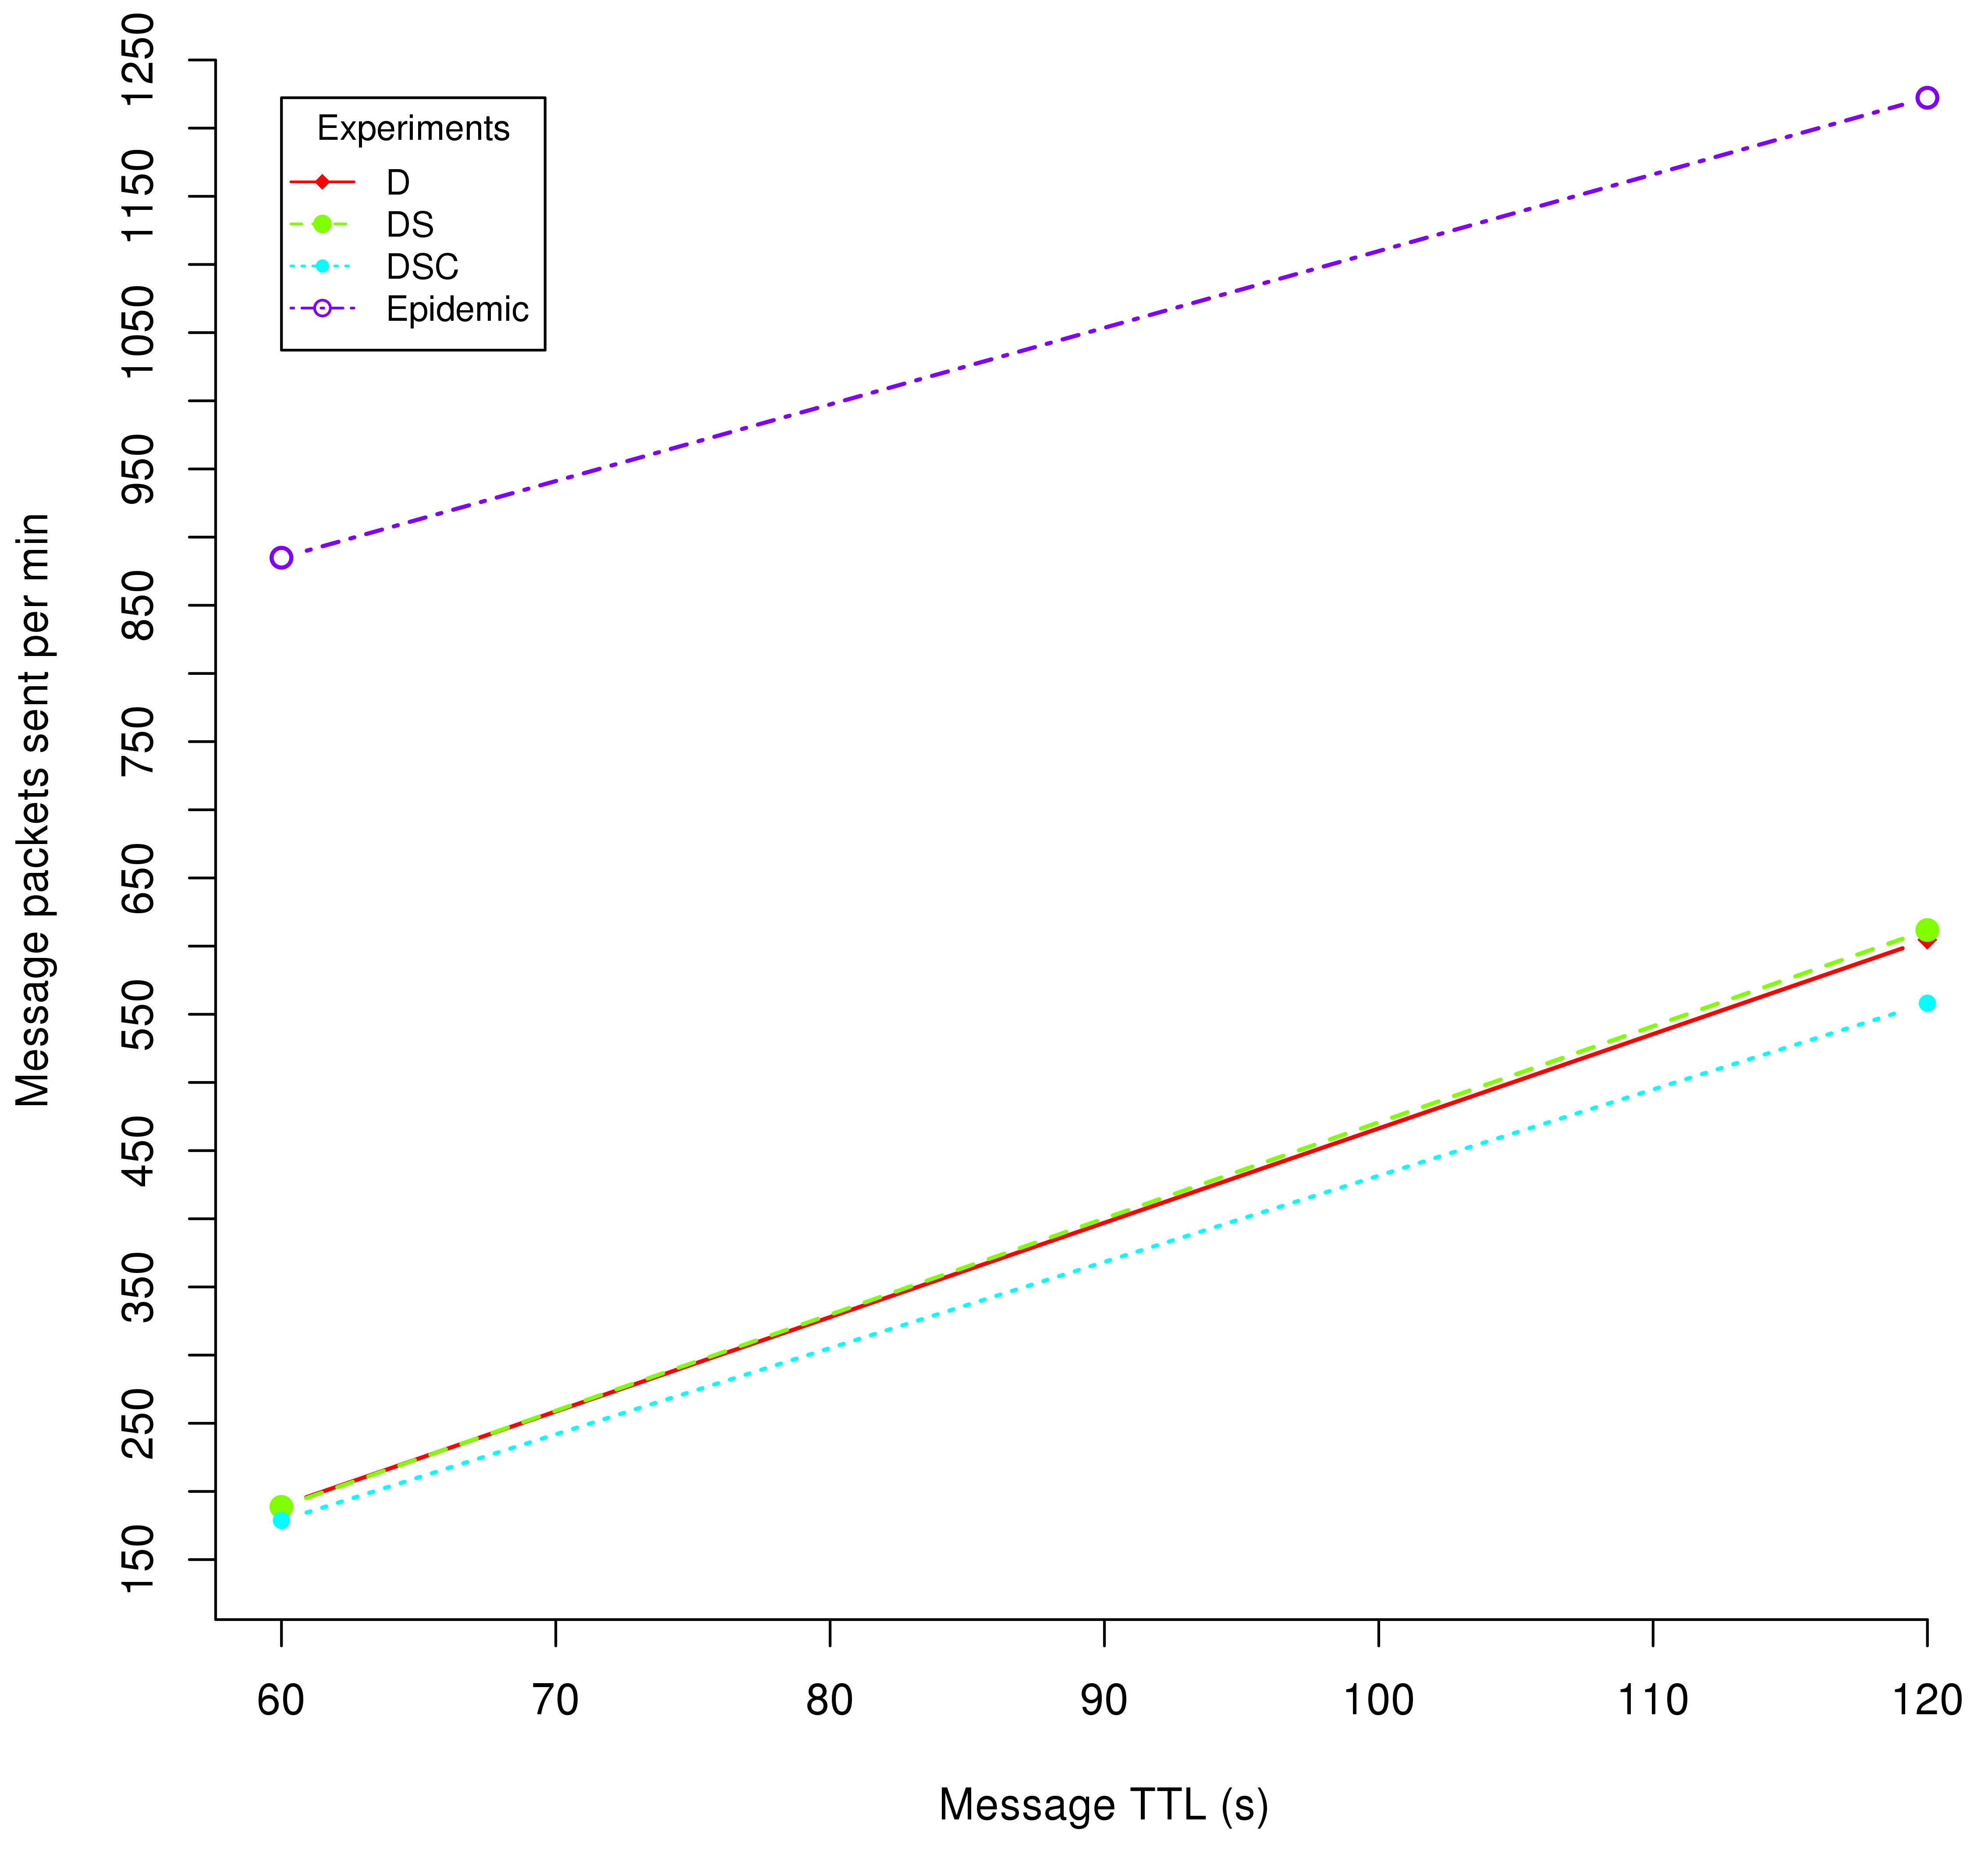 Message packets sent per min
1250
1150
1050
950
850
750
650
550
450
350
250
150
Experiments
D
DS
DSC
Epidemic
60 70 80 90 100 110 120
Message TTL (s)